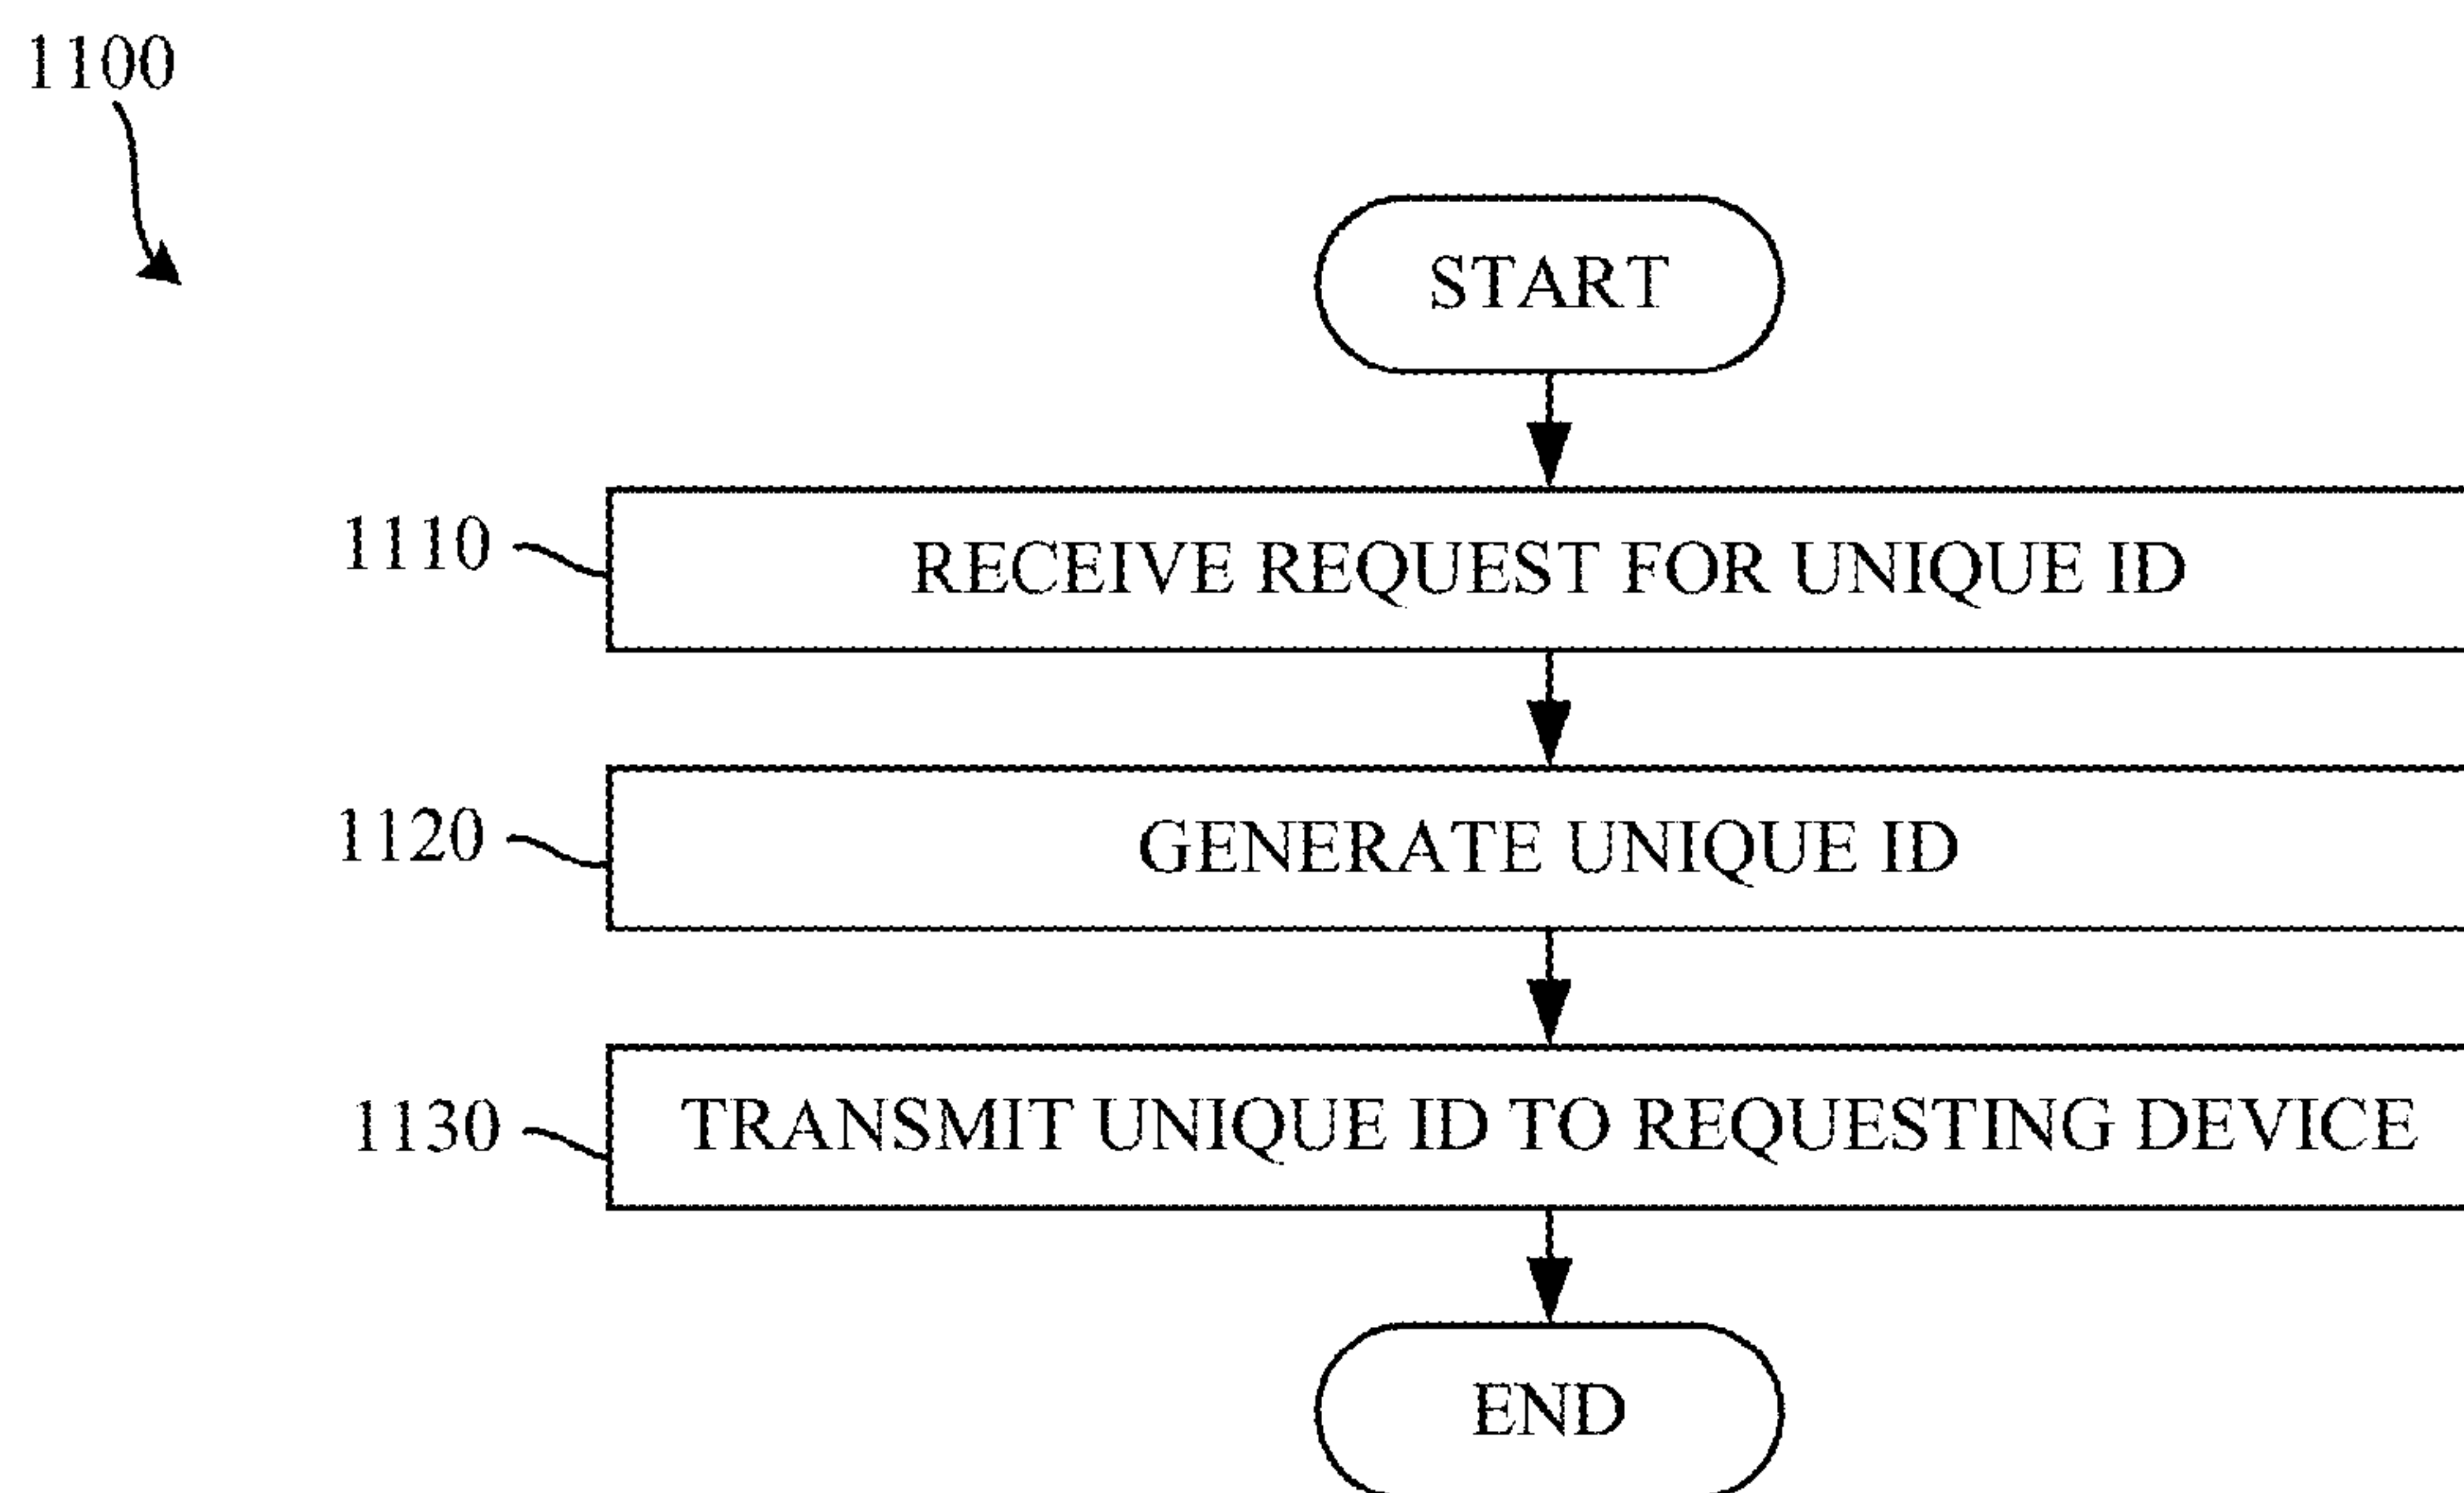 1100
START
1110 RECEIVE REQUEST FOR UNIQUE ID
1120 GENERATE UNIQUE ID
1130 TRANSMIT UNIQUE ID TO REQUESTING DEVICE
END